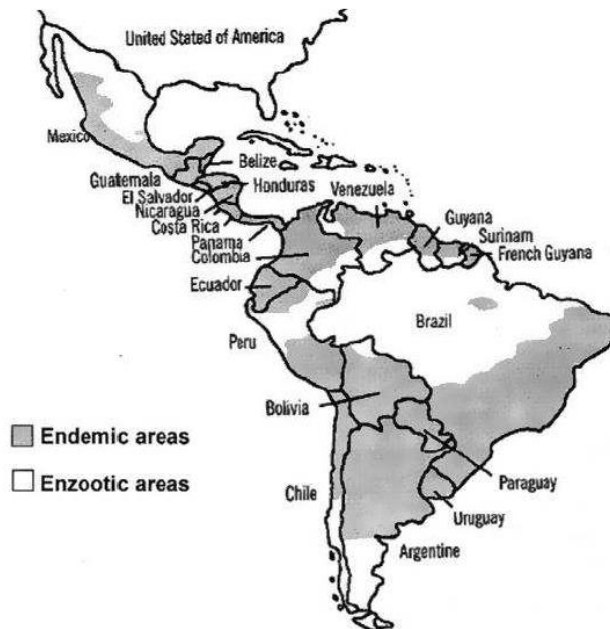 United Stated of America
Mexico
Belize
Guatemala
Honduras
El Salvador
Nicaragua
Costa Rica
Panama
Colombia
Venezuela
Guyana
Surinam
French Guyana
Ecuador
Brazil
Peru
Bolivia
Endemic areas
Enzootic areas
Chile
Paraguay
Uruguay
Argentine